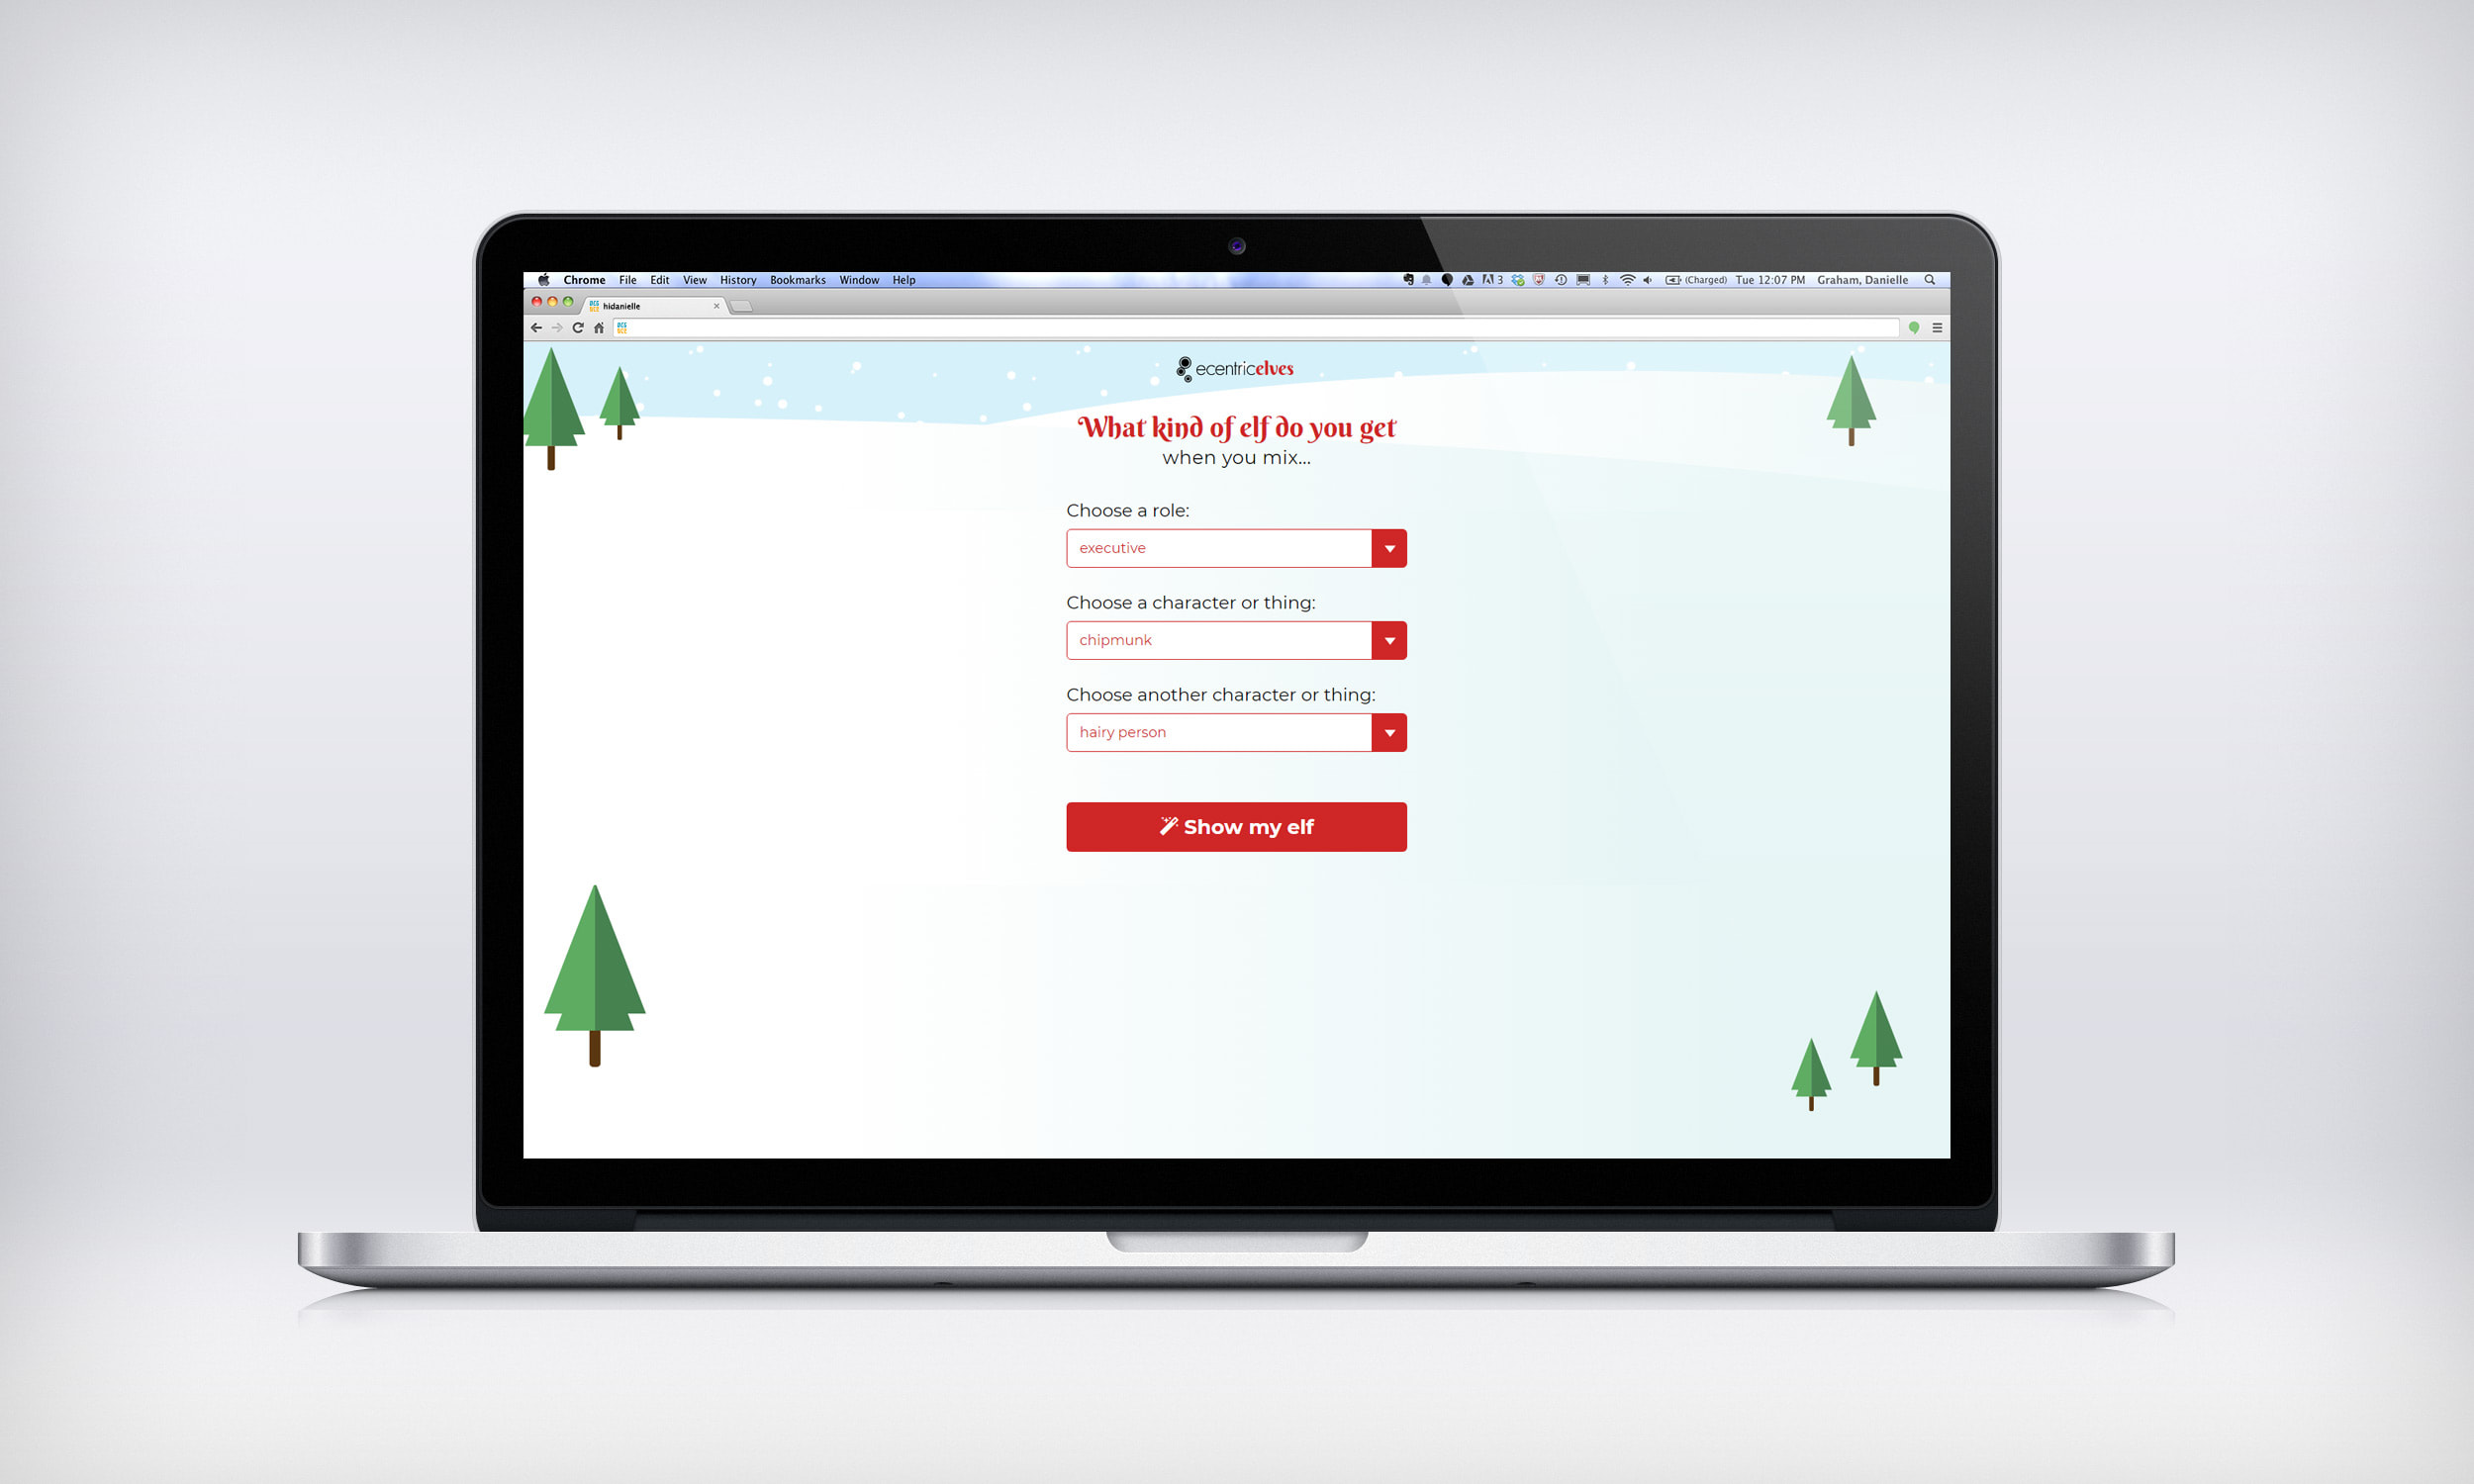 Chrome File Edit View History Bookmarks Window Help 3 (Charged) Tue 12:07 PM Graham, Danielle
hidanielle
ecentricelves
What kind of elf do you get
when you mix...
Choose a role:
executive
Choose a character or thing:
chipmunk
Choose another character or thing:
hairy person
Show my elf